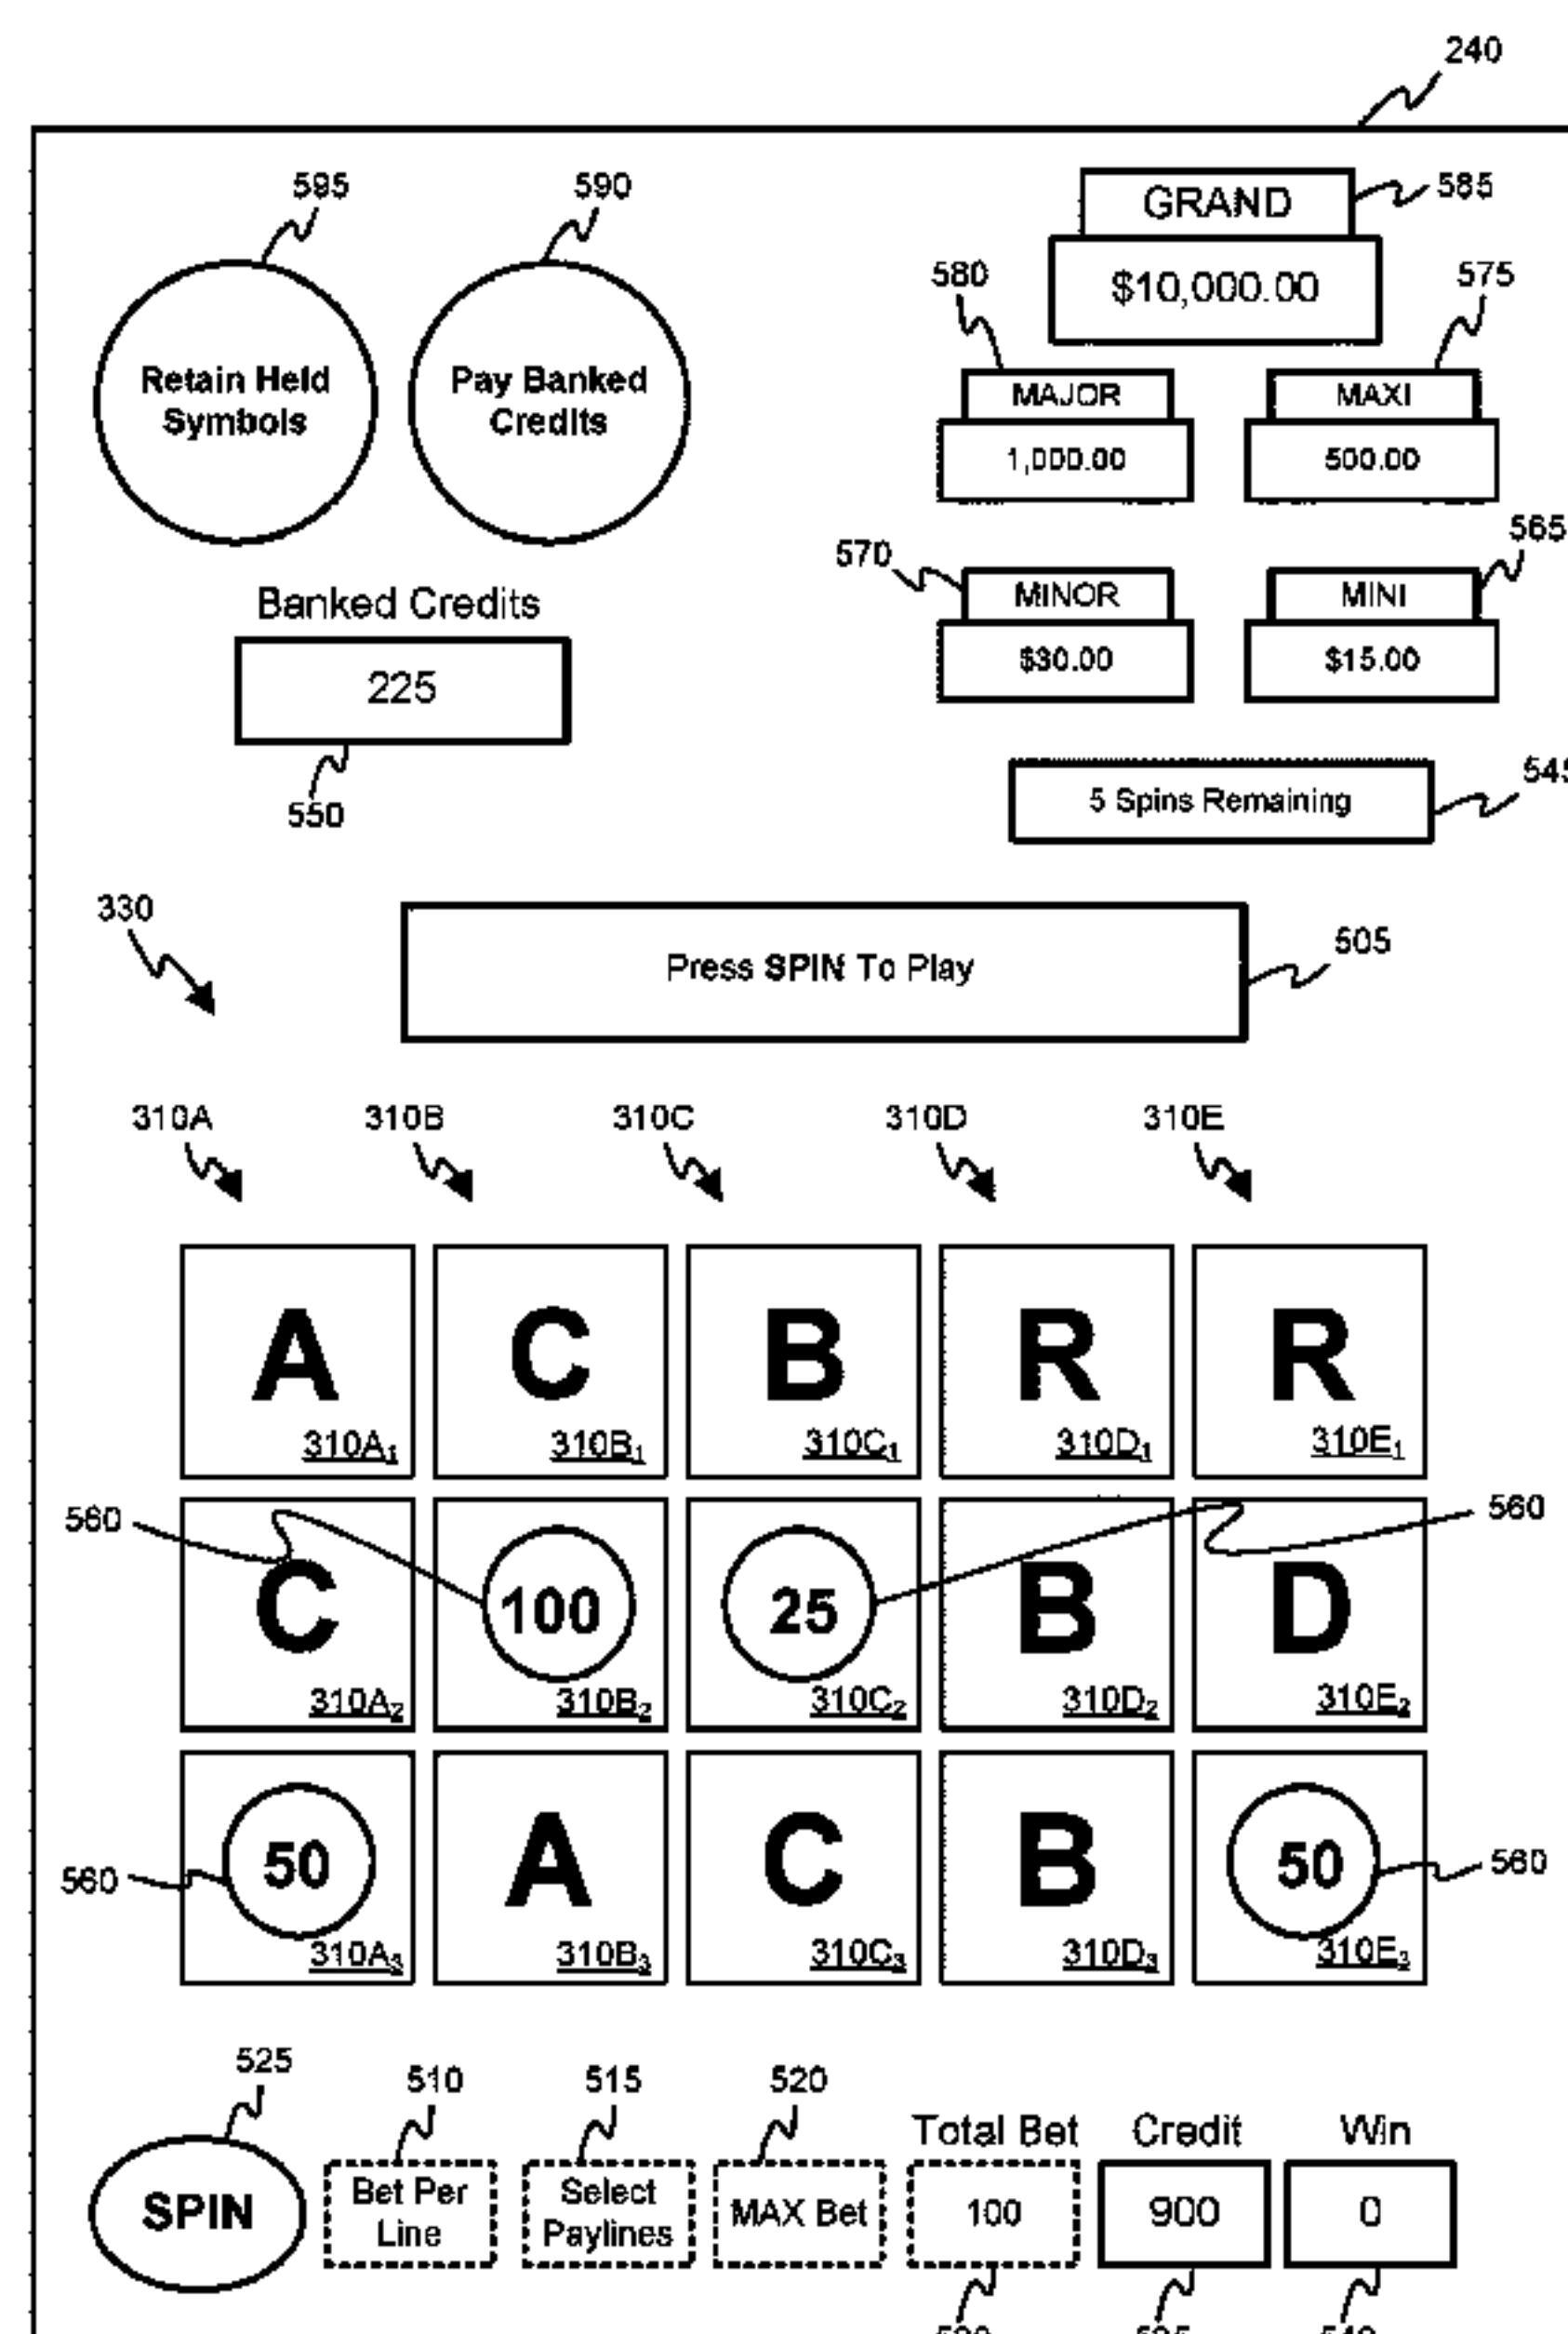 240
595
590
GRAND
585
$10,000.00
580
575
Retain Held
Symbols
Pay Banked
Credits
MAJOR
MAXI
1,000.00
500.00
570
565
MINOR
MINI
$30.00
$15.00
Banked Credits
225
550
5 Spins Remaining
330
505
Press SPIN To Play
310A
310B
310C
310D
310E
A
C
B
R
R
310A₁
310B₁
310C₁
310D₁
310E₁
560
560
C
100
25
B
D
310A₂
310B₂
310C₂
310D₂
310E₂
560
50
A
C
B
50
560
310A₃
310B₃
310C₃
310D₃
310E₃
525
510
515
520
Total Bet
Credit
Win
SPIN
Bet Per
Line
Select
Paylines
MAX Bet
100
900
0